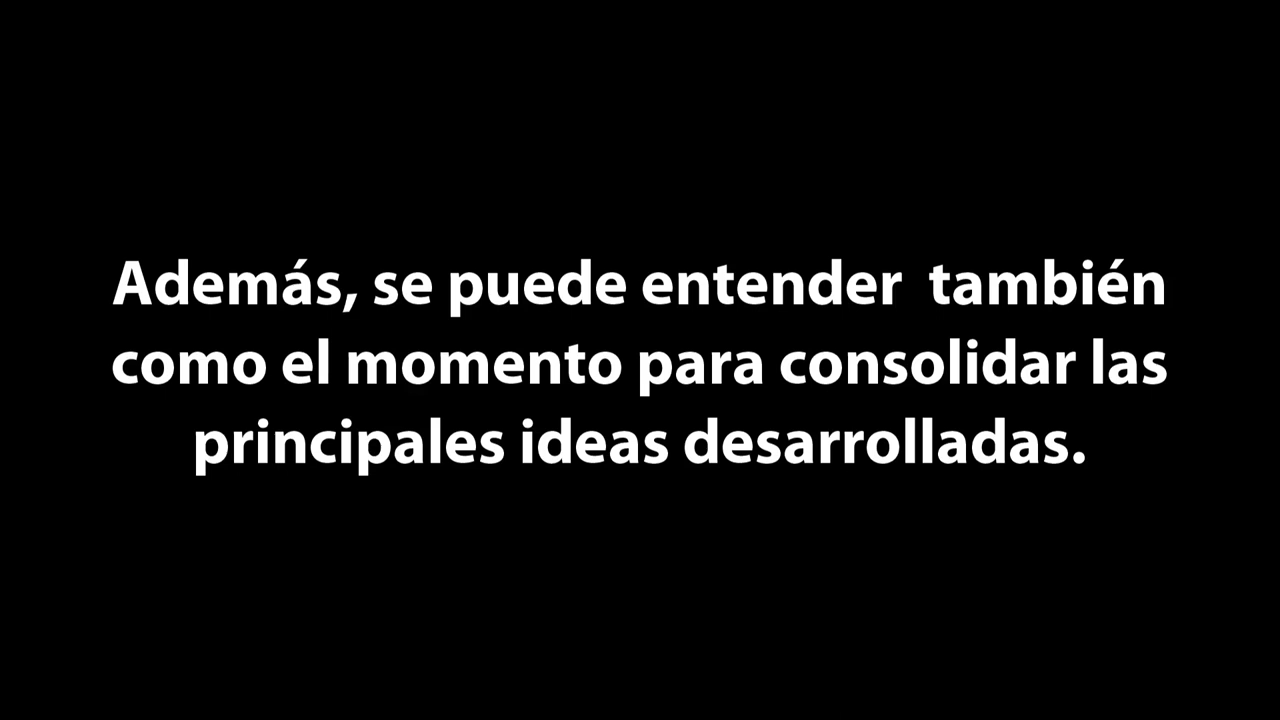 Además, se puede entender  también
como el momento para consolidar las
principales ideas desarrolladas.